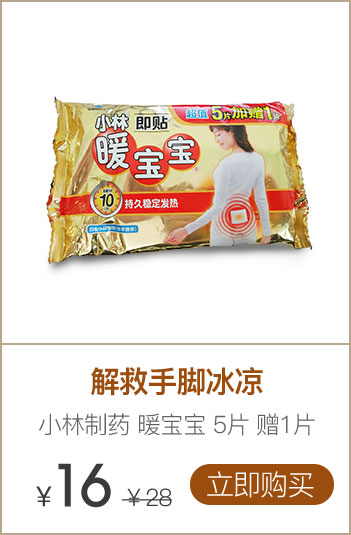 超值5片加赠1片
小林 即贴
暖宝宝
10
持久稳定发热
解救手脚冰凉
小林制药 暖宝宝 5片 赠1片
¥16 ¥28 立即购买